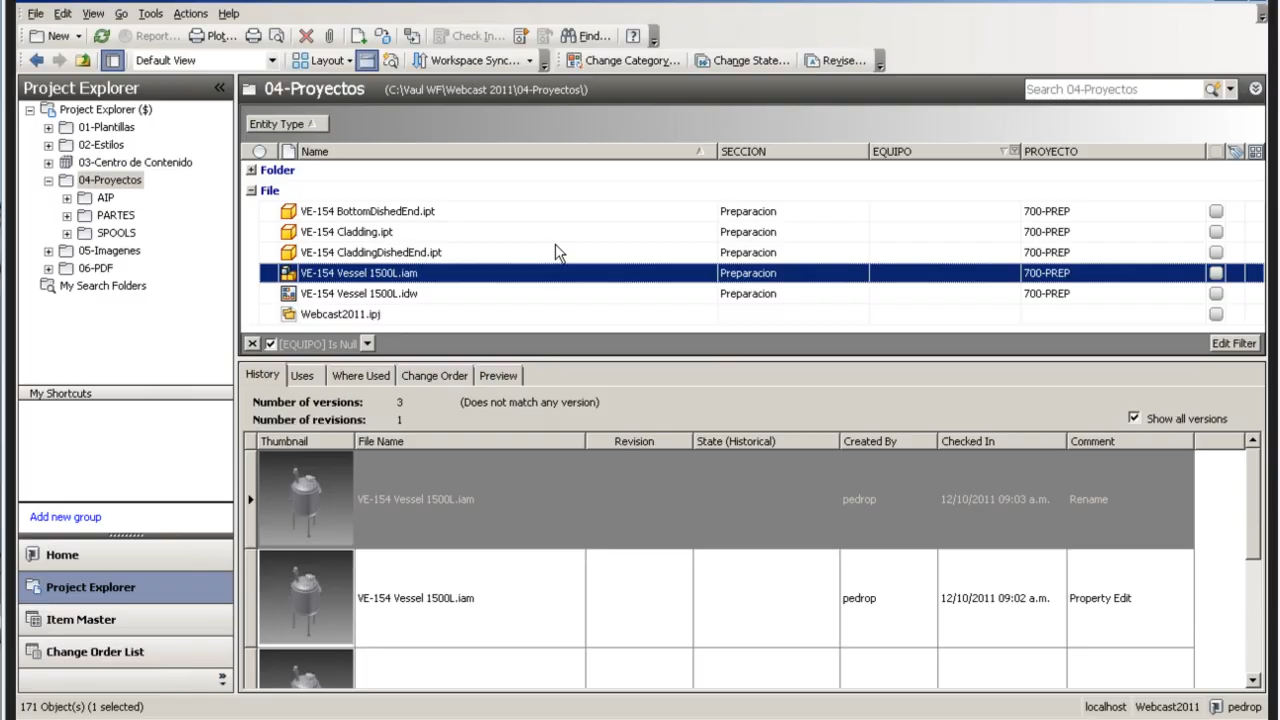 File Edit View Go Tools Actions Help
New Report... Plot... Check In... Find...
Default View Layout Workspace Sync... Change Category... Change State... Revise...
Project Explorer
04-Proyectos (C:\Vaul WF\Webcast 2011\04-Proyectos\) Search 04-Proyectos
Project Explorer ($)
01-Plantillas
02-Estilos
03-Centro de Contenido
04-Proyectos
AIP
PARTES
SPOOLS
05-Imagenes
06-PDF
My Search Folders
Entity Type
Name SECCION EQUIPO PROYECTO
Folder
File
VE-154 BottomDishedEnd.ipt Preparacion 700-PREP
VE-154 Cladding.ipt Preparacion 700-PREP
VE-154 CladdingDishedEnd.ipt Preparacion 700-PREP
VE-154 Vessel 1500L.iam Preparacion 700-PREP
VE-154 Vessel 1500L.idw Preparacion 700-PREP
Webcast2011.ipj
[EQUIPO] Is Null Edit Filter
My Shortcuts
Add new group
Home
Project Explorer
Item Master
Change Order List
History Uses Where Used Change Order Preview
Number of versions: 3 (Does not match any version)
Number of revisions: 1 Show all versions
Thumbnail File Name Revision State (Historical) Created By Checked In Comment
VE-154 Vessel 1500L.iam pedrop 12/10/2011 09:03 a.m. Rename
VE-154 Vessel 1500L.iam pedrop 12/10/2011 09:02 a.m. Property Edit
171 Object(s) (1 selected) localhost Webcast2011 pedrop